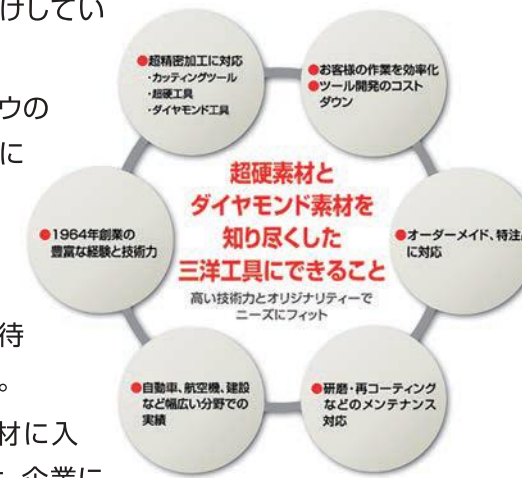 けしてい
ウの
に
待
。
材に入
企業に
●超精密加工に対応
・カッティングツール
・超硬工具
・ダイヤモンド工具
●お客様の作業を効率化
●ツール開発のコスト
ダウン
●1964年創業の
豊富な経験と技術力
超硬素材と
ダイヤモンド素材を
知り尽くした
三洋工具にできること
高い技術力とオリジナリティーで
ニーズにフィット
●オーダーメイド、特注
に対応
●自動車、航空機、建設
など幅広い分野での
実績
●研磨・再コーティング
などのメンテナンス
対応